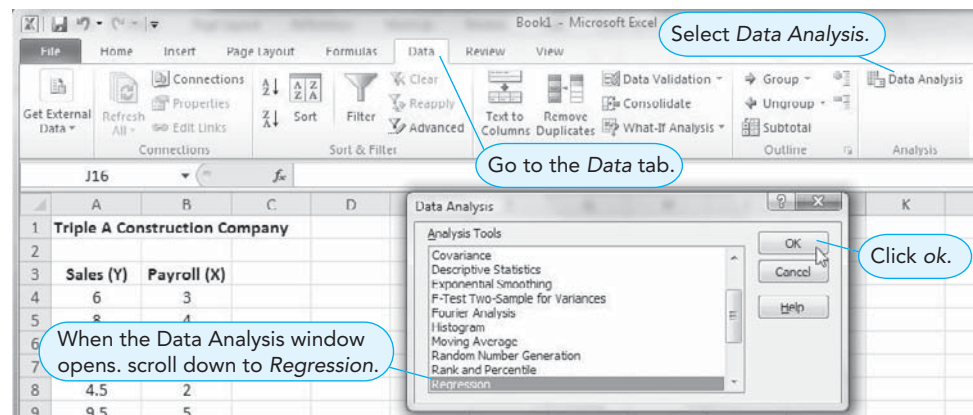 Book1 - Microsoft Excel
File Home Insert Page Layout Formulas Data Review View
Select Data Analysis.
Get External Data
Refresh All
Connections
Properties
Edit Links
Connections
A Z
Z A
Sort
Filter
Clear
Reapply
Advanced
Sort & Filter
Text to Columns
Remove Duplicates
Data Validation
Consolidate
What-If Analysis
Group
Ungroup
Subtotal
Outline
Data Analysis
Analysis
Go to the Data tab.
J16 fx
A B C D K
1 Triple A Construction Company
2
3 Sales (Y) Payroll (X)
4 6 3
5 8 4
6
7
8 4.5 2
9 9.5 5
When the Data Analysis window
opens. scroll down to Regression.
Data Analysis
Analysis Tools
Covariance
Descriptive Statistics
Exponential Smoothing
F-Test Two-Sample for Variances
Fourier Analysis
Histogram
Moving Average
Random Number Generation
Rank and Percentile
Regression
OK
Cancel
Help
Click ok.